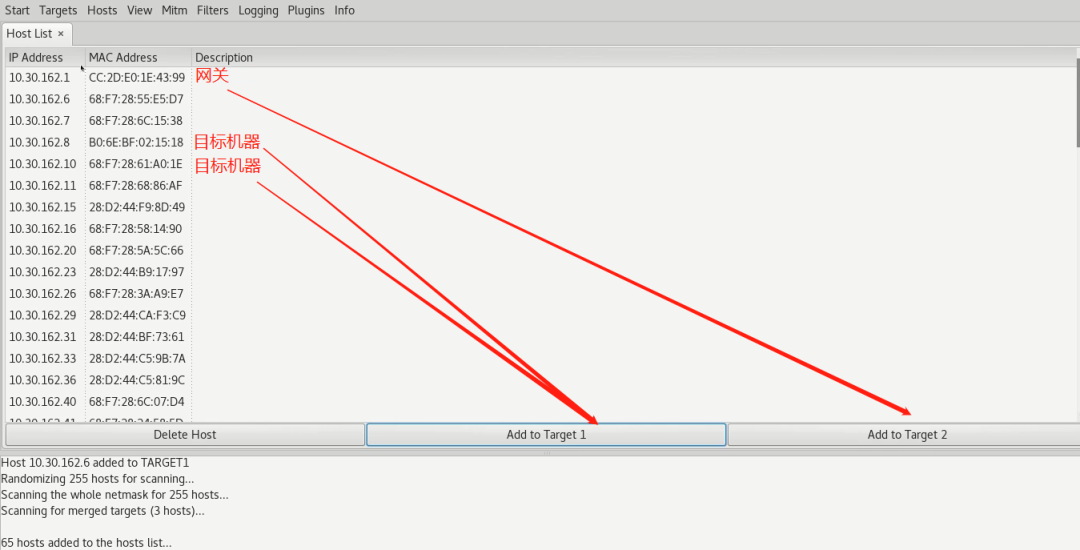 Start Targets Hosts View Mitm Filters Logging Plugins Info
Host List ×
IP Address MAC Address Description
10.30.162.1 CC:2D:E0:1E:43:99 网关
10.30.162.6 68:F7:28:55:E5:D7
10.30.162.7 68:F7:28:6C:15:38
10.30.162.8 B0:6E:BF:02:15:18 目标机器
10.30.162.10 68:F7:28:61:A0:1E 目标机器
10.30.162.11 68:F7:28:68:86:AF
10.30.162.15 28:D2:44:F9:8D:49
10.30.162.16 68:F7:28:58:14:90
10.30.162.20 68:F7:28:5A:5C:66
10.30.162.23 28:D2:44:B9:17:97
10.30.162.26 68:F7:28:3A:A9:E7
10.30.162.29 28:D2:44:CA:F3:C9
10.30.162.31 28:D2:44:BF:73:61
10.30.162.33 28:D2:44:C5:9B:7A
10.30.162.36 28:D2:44:C5:81:9C
10.30.162.40 68:F7:28:6C:07:D4
Delete Host Add to Target 1 Add to Target 2
Host 10.30.162.6 added to TARGET1
Randomizing 255 hosts for scanning...
Scanning the whole netmask for 255 hosts...
Scanning for merged targets (3 hosts)...
65 hosts added to the hosts list...